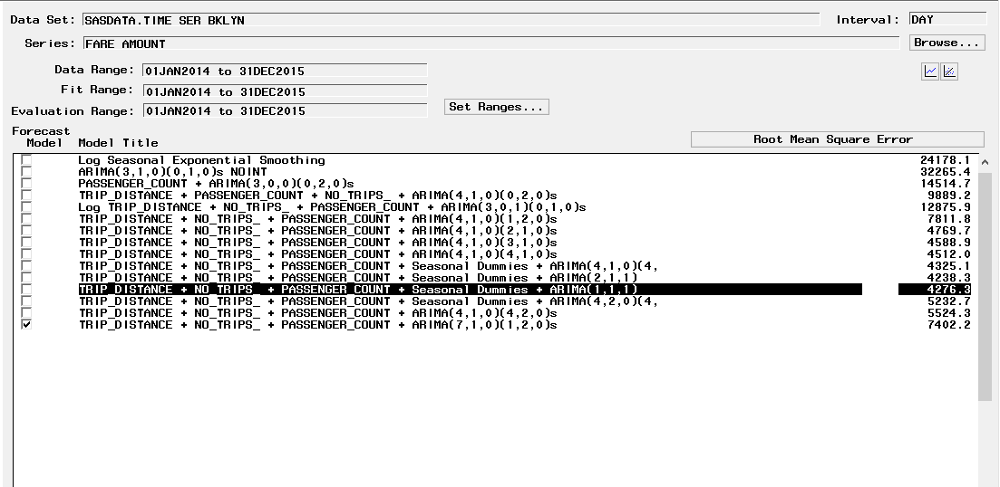 Data Set: SASDATA.TIME SER BKLYN Interval: DAY
Series: FARE AMOUNT Browse...
Data Range: 01JAN2014 to 31DEC2015
Fit Range: 01JAN2014 to 31DEC2015
Evaluation Range: 01JAN2014 to 31DEC2015 Set Ranges...
Forecast
Model Model Title Root Mean Square Error
Log Seasonal Exponential Smoothing 24178.1
ARIMA(3,1,0)(0,1,0)s NOINT 32265.4
PASSENGER_COUNT + ARIMA(3,0,0)(0,2,0)s 14514.7
TRIP_DISTANCE + PASSENGER_COUNT + NO_TRIPS_ + ARIMA(4,1,0)(0,2,0)s 9889.2
Log TRIP_DISTANCE + NO_TRIPS_ + PASSENGER_COUNT + ARIMA(3,0,1)(0,1,0)s 12875.9
TRIP_DISTANCE + NO_TRIPS_ + PASSENGER_COUNT + ARIMA(4,1,0)(1,2,0)s 7811.8
TRIP_DISTANCE + NO_TRIPS_ + PASSENGER_COUNT + ARIMA(4,1,0)(2,1,0)s 4769.7
TRIP_DISTANCE + NO_TRIPS_ + PASSENGER_COUNT + ARIMA(4,1,0)(3,1,0)s 4588.9
TRIP_DISTANCE + NO_TRIPS_ + PASSENGER_COUNT + ARIMA(4,1,0)(4,1,0)s 4512.0
TRIP_DISTANCE + NO_TRIPS_ + PASSENGER_COUNT + Seasonal Dummies + ARIMA(4,1,0)(4, 4325.1
TRIP_DISTANCE + NO_TRIPS_ + PASSENGER_COUNT + Seasonal Dummies + ARIMA(2,1,1) 4238.3
TRIP_DISTANCE + NO_TRIPS_ + PASSENGER_COUNT + Seasonal Dummies + ARIMA(1,1,1) 4276.3
TRIP_DISTANCE + NO_TRIPS_ + PASSENGER_COUNT + Seasonal Dummies + ARIMA(4,2,0)(4, 5232.7
TRIP_DISTANCE + NO_TRIPS_ + PASSENGER_COUNT + ARIMA(4,1,0)(4,2,0)s 5524.3
TRIP_DISTANCE + NO_TRIPS_ + PASSENGER_COUNT + ARIMA(7,1,0)(1,2,0)s 7402.2